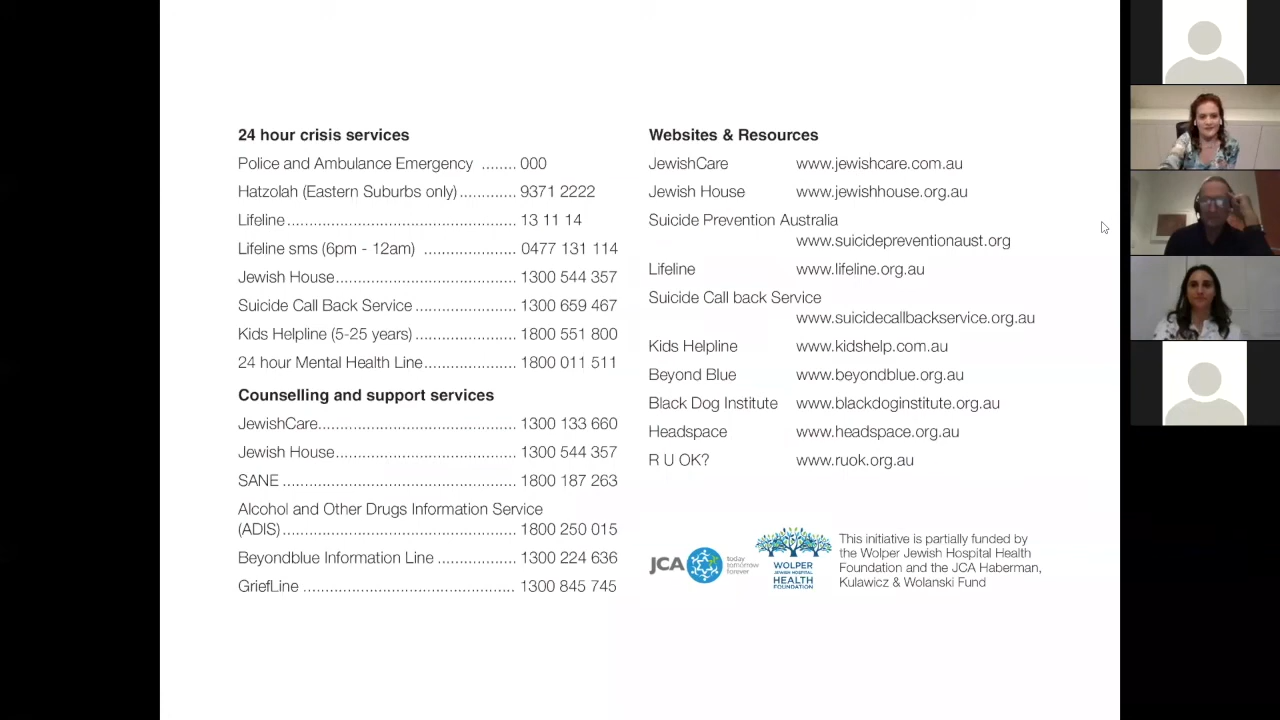 24 hour crisis services
Police and Ambulance Emergency ........ 000
Hatzolah (Eastern Suburbs only)............. 9371 2222
Lifeline..................................................... 13 11 14
Lifeline sms (6pm - 12am) ..................... 0477 131 114
Jewish House.......................................... 1300 544 357
Suicide Call Back Service ....................... 1300 659 467
Kids Helpline (5-25 years)....................... 1800 551 800
24 hour Mental Health Line..................... 1800 011 511
Counselling and support services
JewishCare.............................................. 1300 133 660
Jewish House.......................................... 1300 544 357
SANE ...................................................... 1800 187 263
Alcohol and Other Drugs Information Service
(ADIS)...................................................... 1800 250 015
Beyondblue Information Line .................. 1300 224 636
GriefLine ................................................. 1300 845 745
Websites & Resources
JewishCare www.jewishcare.com.au
Jewish House www.jewishhouse.org.au
Suicide Prevention Australia
www.suicidepreventionaust.org
Lifeline www.lifeline.org.au
Suicide Call back Service
www.suicidecallbackservice.org.au
Kids Helpline www.kidshelp.com.au
Beyond Blue www.beyondblue.org.au
Black Dog Institute www.blackdoginstitute.org.au
Headspace www.headspace.org.au
R U OK? www.ruok.org.au
JCA
today
tomorrow
forever
WOLPER
JEWISH HOSPITAL
HEALTH
FOUNDATION
This initiative is partially funded by
the Wolper Jewish Hospital Health
Foundation and the JCA Haberman,
Kulawicz & Wolanski Fund